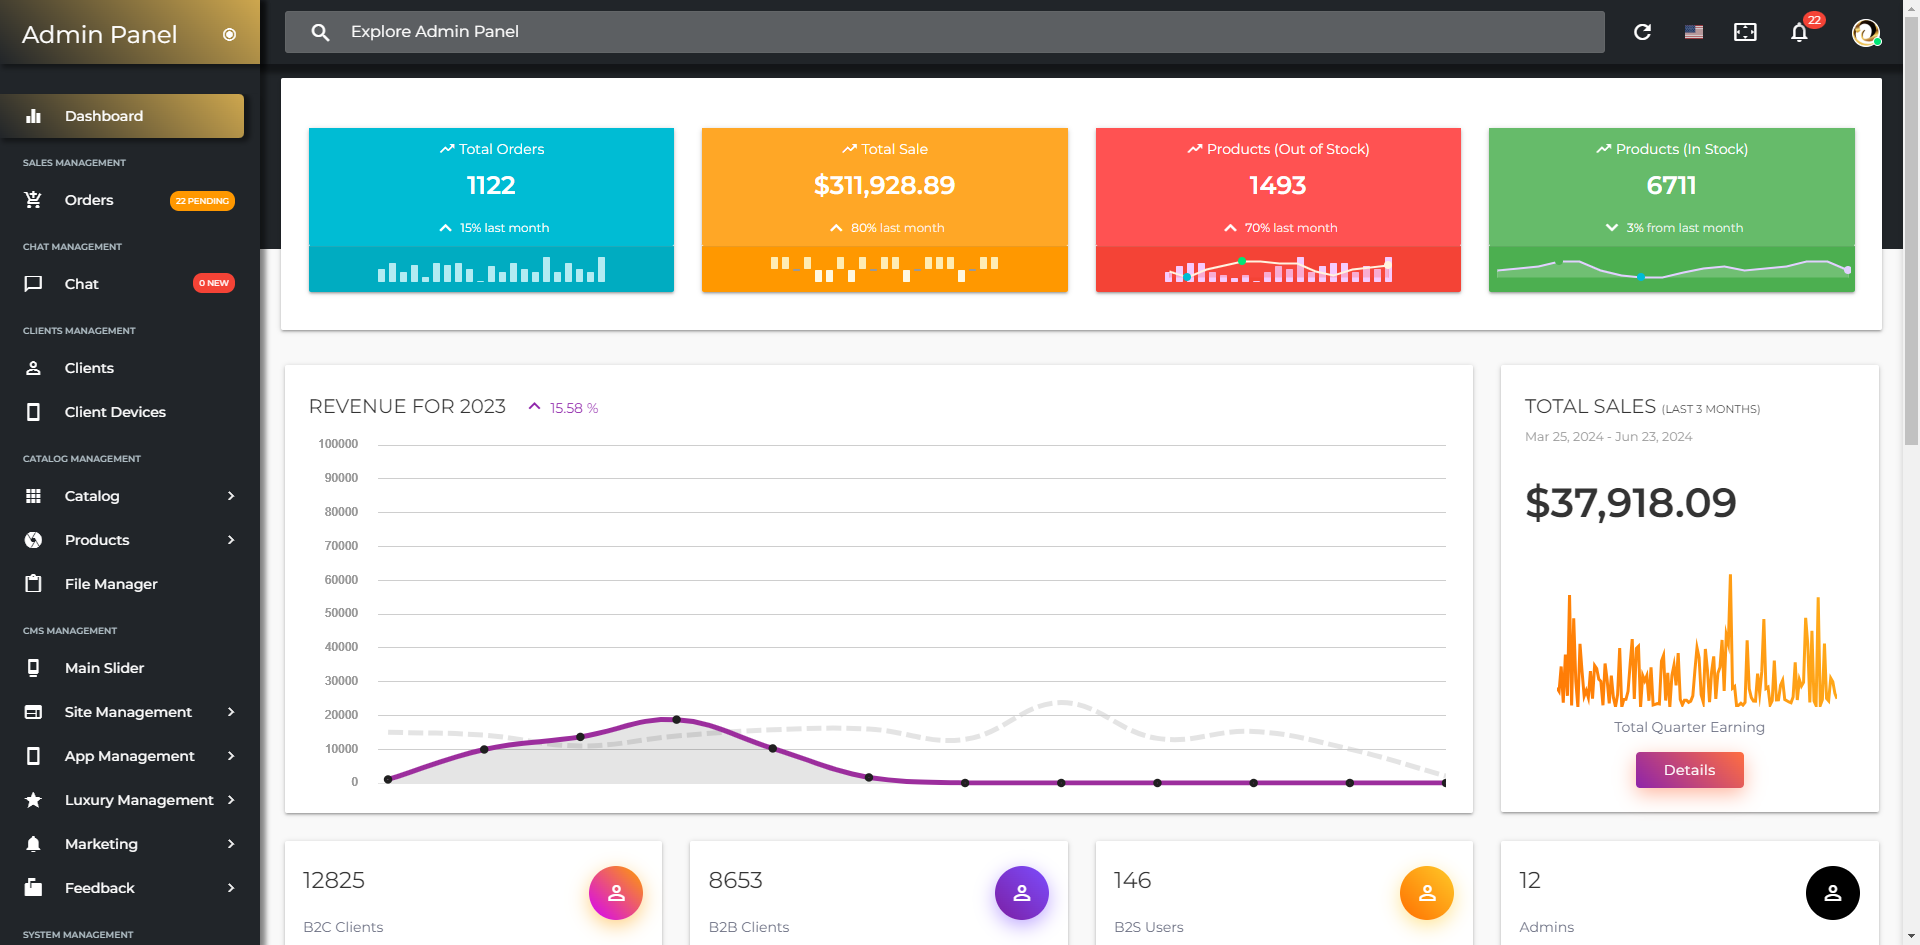 Admin Panel
Explore Admin Panel
22
Dashboard
SALES MANAGEMENT
Orders
22 PENDING
CHAT MANAGEMENT
Chat
0 NEW
CLIENTS MANAGEMENT
Clients
Client Devices
CATALOG MANAGEMENT
Catalog
Products
File Manager
CMS MANAGEMENT
Main Slider
Site Management
App Management
Luxury Management
Marketing
Feedback
SYSTEM MANAGEMENT
Total Orders
1122
15% last month
Total Sale
$311,928.89
80% last month
Products (Out of Stock)
1493
70% last month
Products (In Stock)
6711
3% from last month
REVENUE FOR 2023
15.58 %
100000
90000
80000
70000
60000
50000
40000
30000
20000
10000
0
TOTAL SALES (LAST 3 MONTHS)
Mar 25, 2024 - Jun 23, 2024
$37,918.09
Total Quarter Earning
Details
12825
B2C Clients
8653
B2B Clients
146
B2S Users
12
Admins